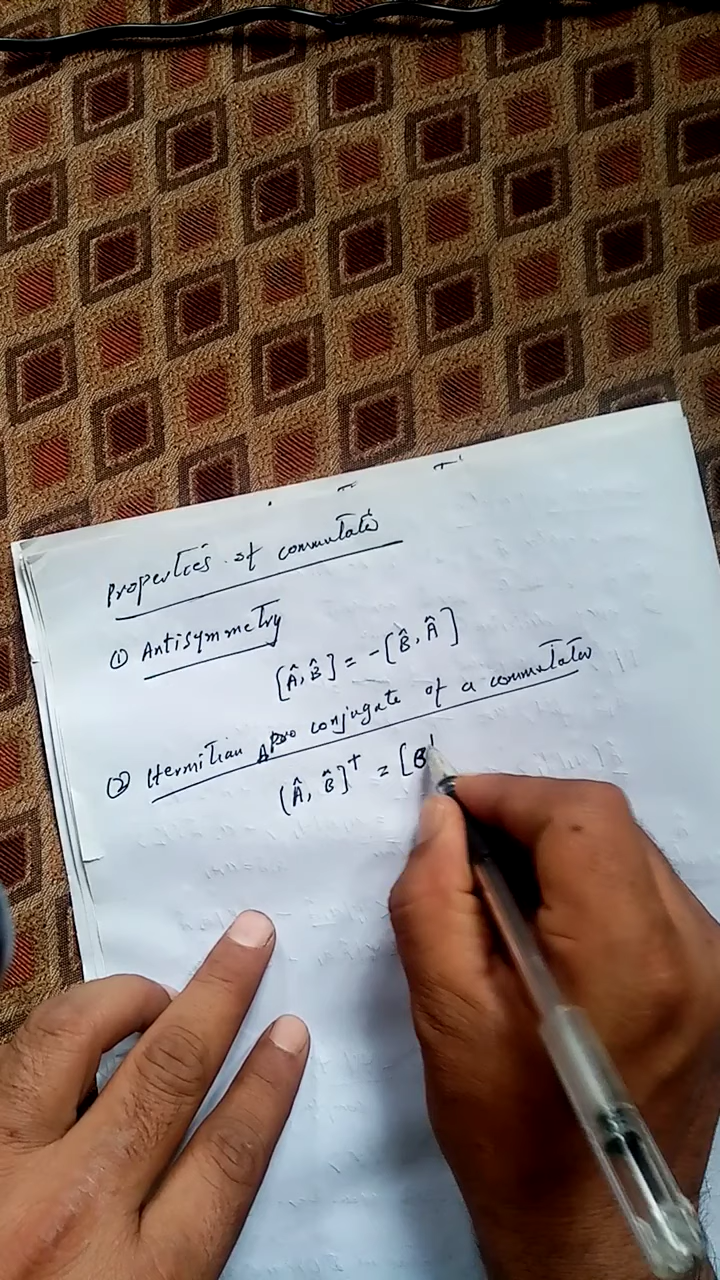 Properties of commutator
① Antisymmetry
[Â, B̂] = -[B̂, Â]
② Hermitian conjugate of a commutator
[Â, B̂]† = [B